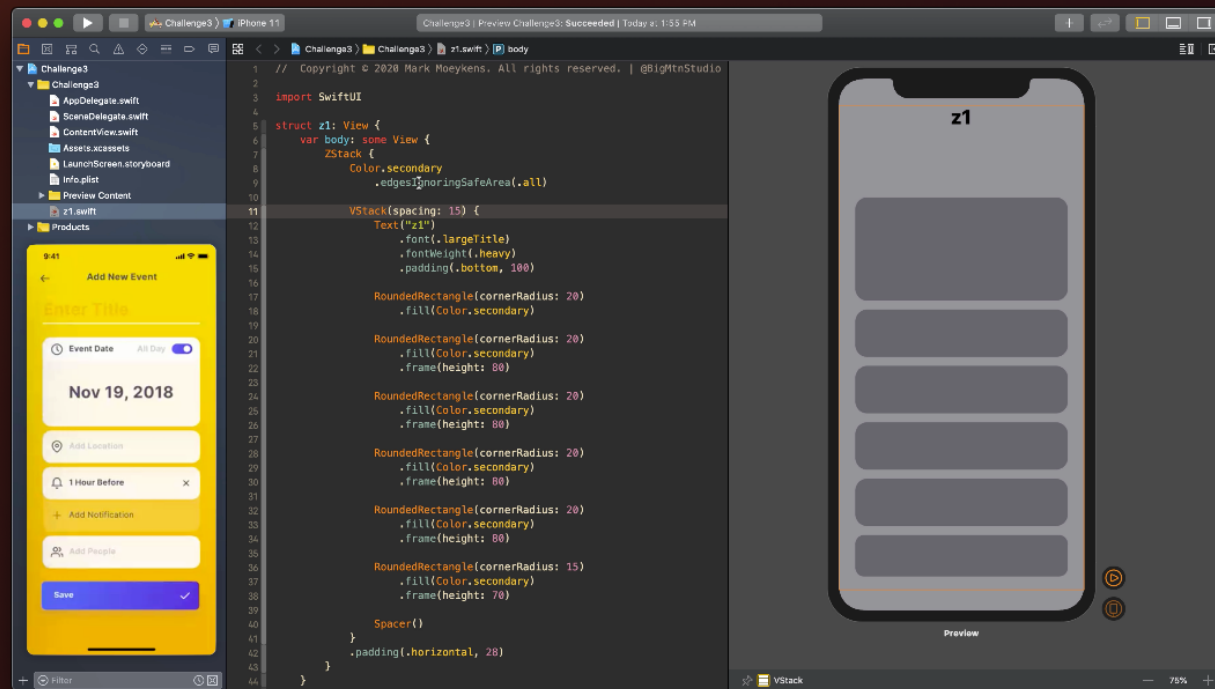 Challenge3 〉 iPhone 11
Challenge3 | Preview Challenge3: Succeeded | Today at 1:55 PM
Challenge3 〉 Challenge3 〉 z1.swift 〉 P body
Challenge3
Challenge3
AppDelegate.swift
SceneDelegate.swift
ContentView.swift
Assets.xcassets
LaunchScreen.storyboard
Info.plist
Preview Content
z1.swift
Products
9:41
Add New Event
Enter Title
Event Date All Day
Nov 19, 2018
Add Location
1 Hour Before ×
+ Add Notification
Add People
Save
Filter
1 // Copyright © 2020 Mark Moeykens. All rights reserved. | @BigMtnStudio
2
3 import SwiftUI
4
5 struct z1: View {
6 var body: some View {
7 ZStack {
8 Color.secondary
9 .edgesIgnoringSafeArea(.all)
10
11 VStack(spacing: 15) {
12 Text("z1")
13 .font(.largeTitle)
14 .fontWeight(.heavy)
15 .padding(.bottom, 100)
16
17 RoundedRectangle(cornerRadius: 20)
18 .fill(Color.secondary)
19
20 RoundedRectangle(cornerRadius: 20)
21 .fill(Color.secondary)
22 .frame(height: 80)
23
24 RoundedRectangle(cornerRadius: 20)
25 .fill(Color.secondary)
26 .frame(height: 80)
27
28 RoundedRectangle(cornerRadius: 20)
29 .fill(Color.secondary)
30 .frame(height: 80)
31
32 RoundedRectangle(cornerRadius: 20)
33 .fill(Color.secondary)
34 .frame(height: 80)
35
36 RoundedRectangle(cornerRadius: 15)
37 .fill(Color.secondary)
38 .frame(height: 70)
39
40 Spacer()
41 }
42 .padding(.horizontal, 28)
43 }
44 }
z1
Preview
VStack
75%